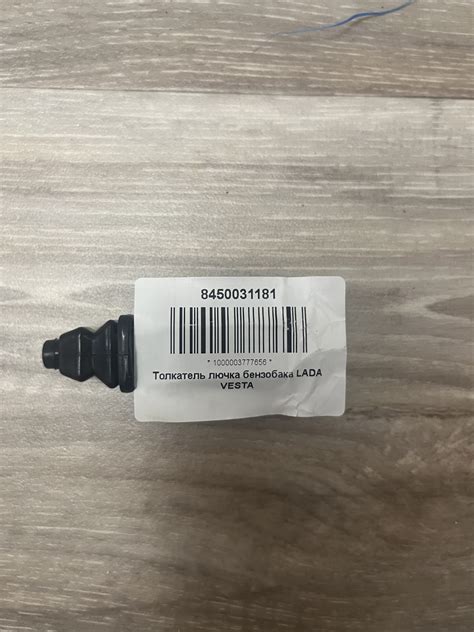 8450031181
* 1000003777656 *
Толкатель лючка бензобака LADA
VESTA